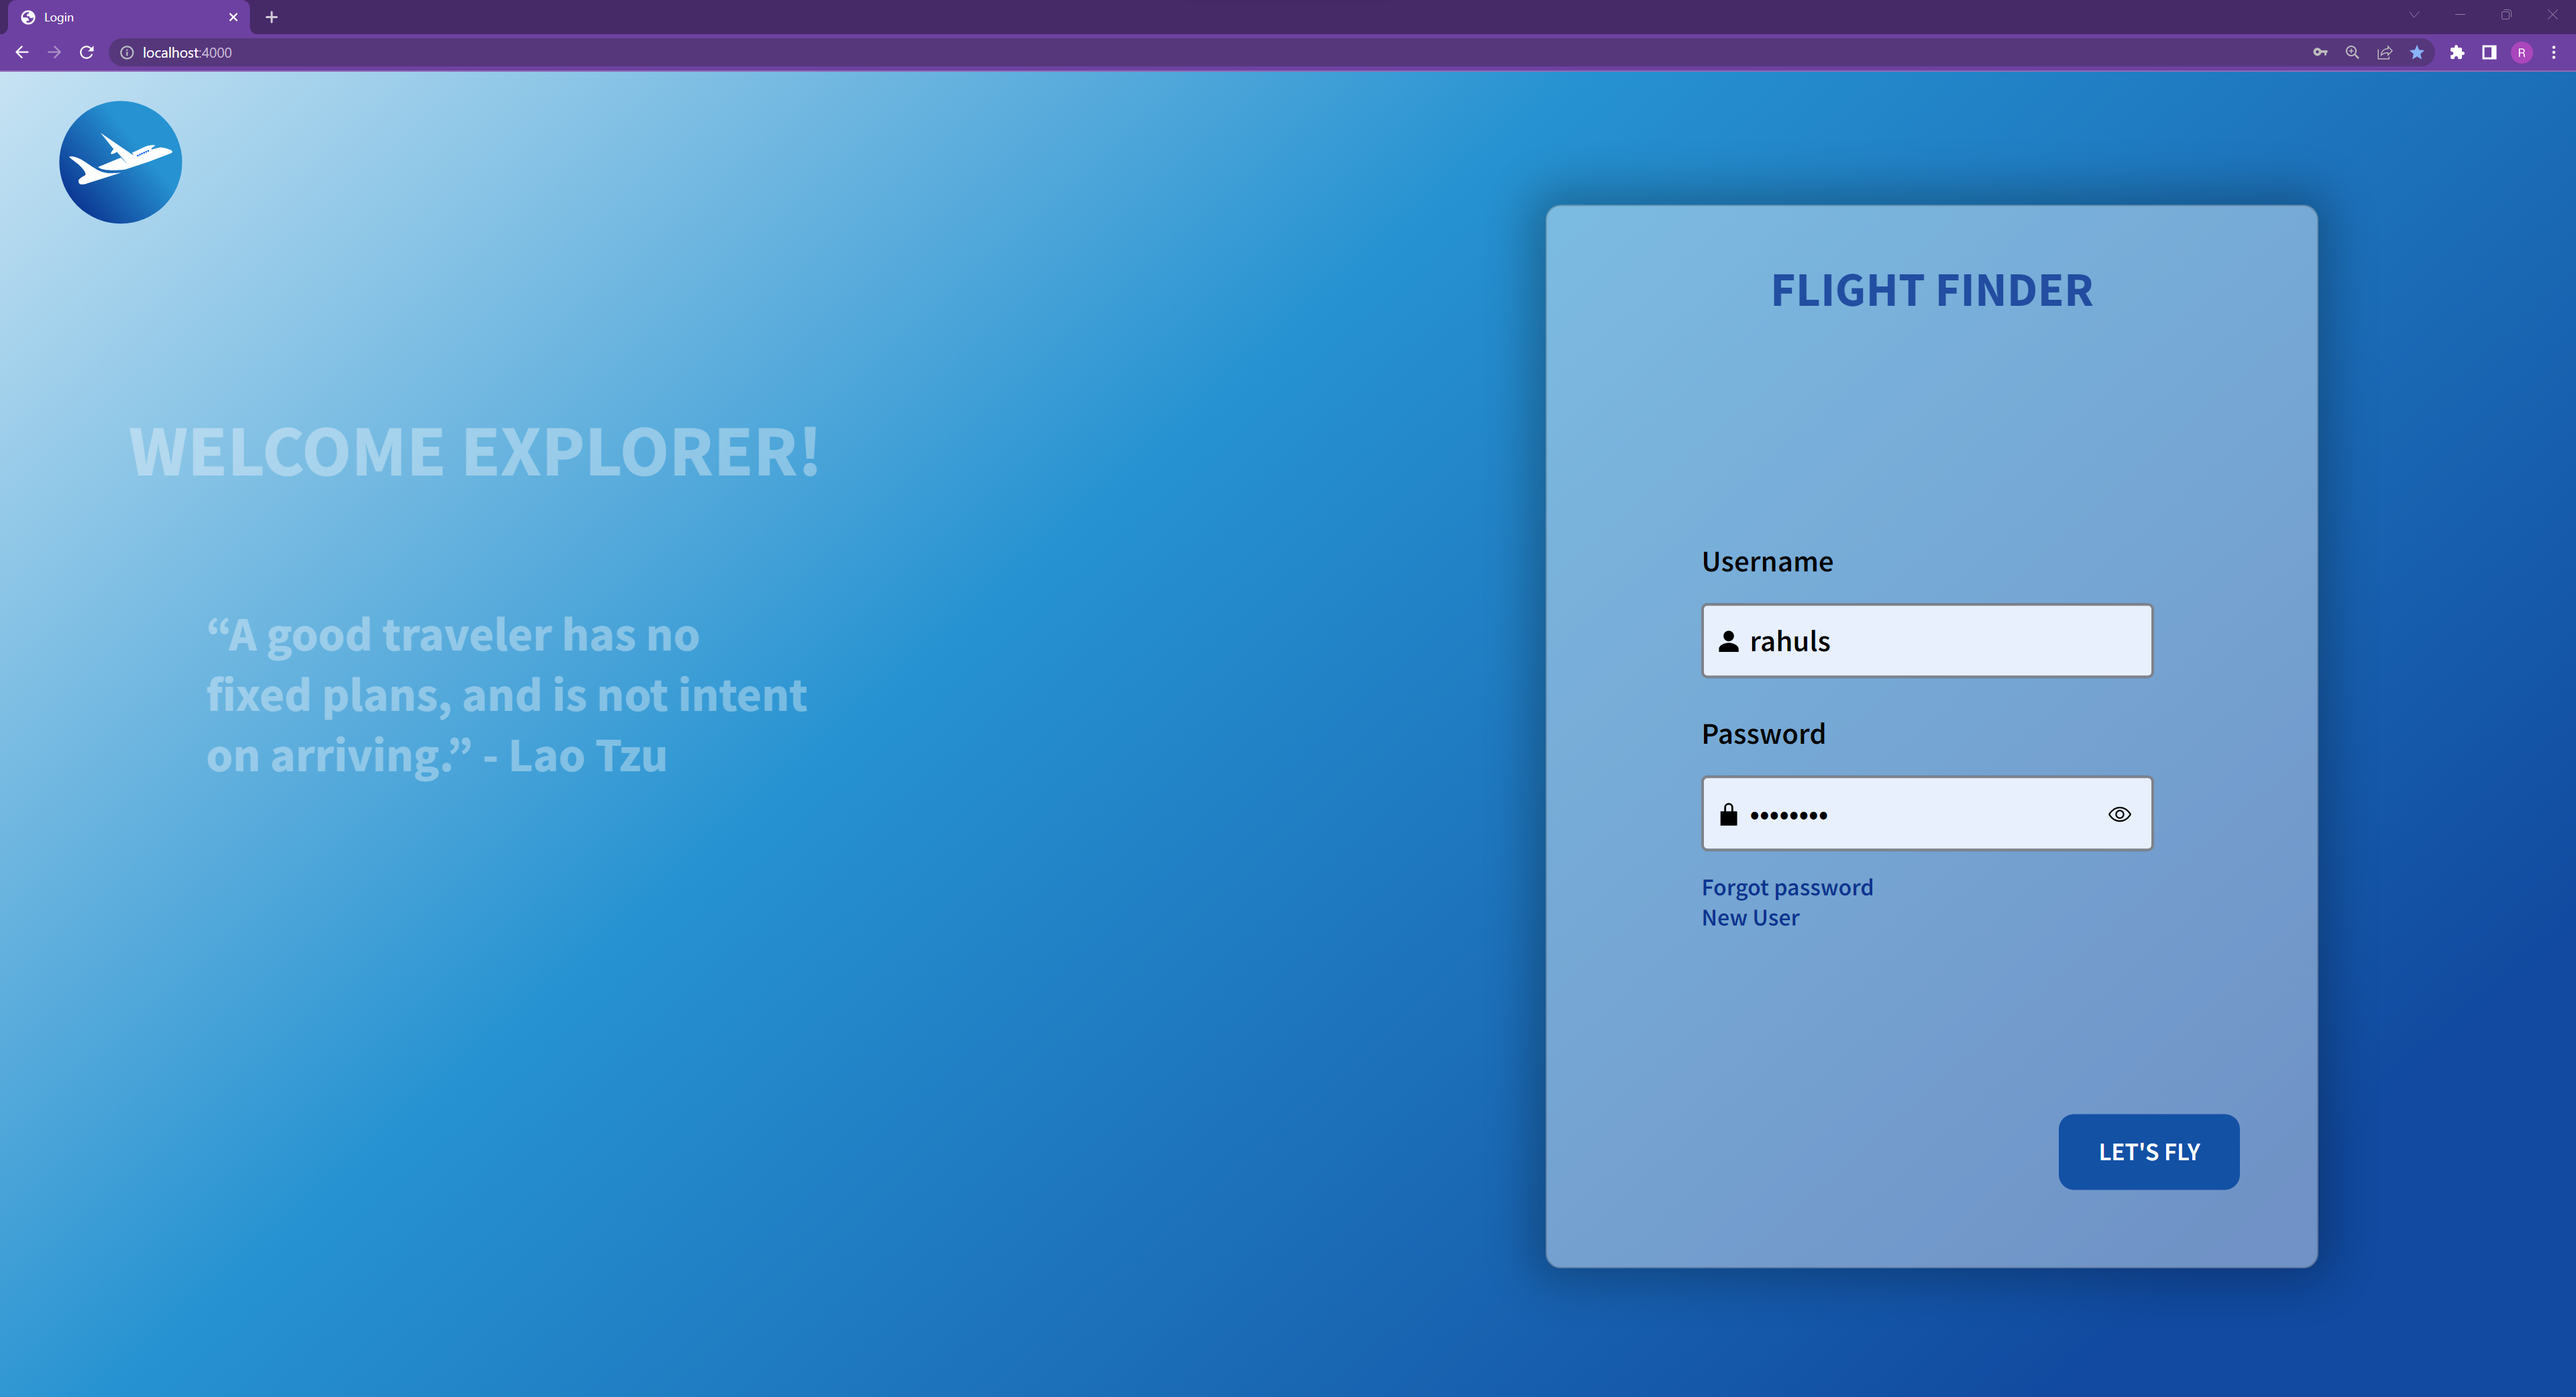 Login
localhost:4000
R
WELCOME EXPLORER!
“A good traveler has no
fixed plans, and is not intent
on arriving.” - Lao Tzu
FLIGHT FINDER
Username
rahuls
Password
••••••••
Forgot password
New User
LET'S FLY